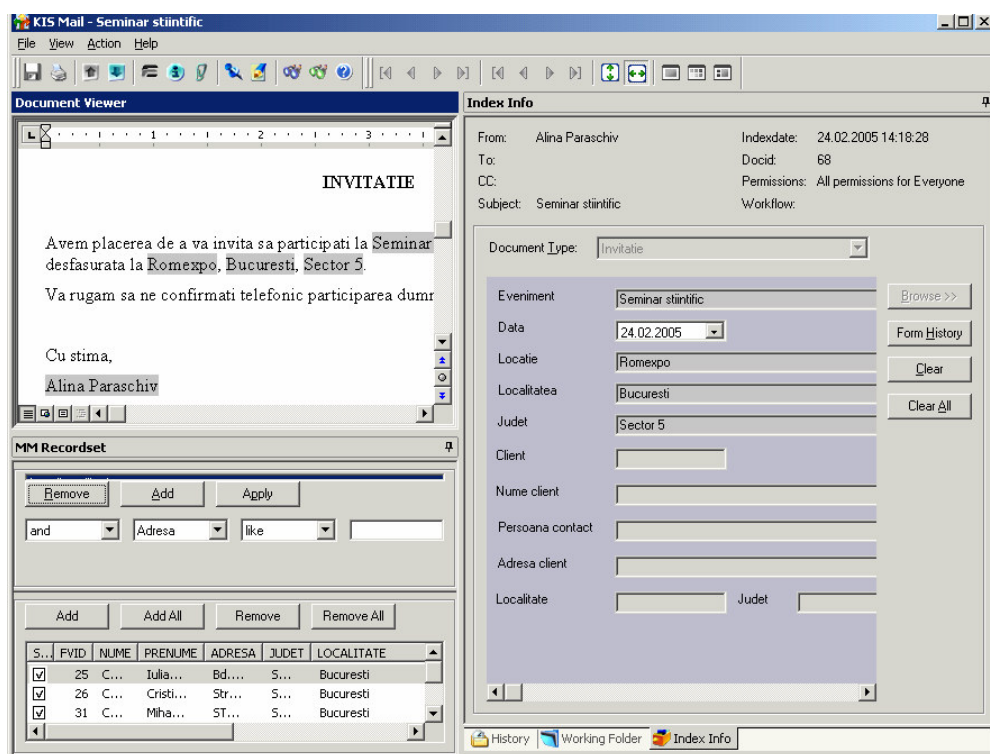 KIS Mail - Seminar stiintific
File View Action Help
Document Viewer
1 2 3
INVITATIE
Avem placerea de a va invita sa participati la Seminar
desfasurata la Romexpo, Bucuresti, Sector 5.
Va rugam sa ne confirmati telefonic participarea
Cu stima,
Alina Paraschiv
MM Recordset
Remove Add Apply
and Adresa like
Add Add All Remove Remove All
S... FVID NUME PRENUME ADRESA JUDET LOCALITATE
25 C... Iulia... Bd.... S... Bucuresti
26 C... Cristi... Str... S... Bucuresti
31 C... Miha... ST... S... Bucuresti
Index Info
From: Alina Paraschiv Indexdate: 24.02.2005 14:18:28
To: Docid: 68
CC: Permissions: All permissions for Everyone
Subject: Seminar stiintific Workflow:
Document Type: Invitatie
Eveniment Seminar stiintific Browse >>
Data 24.02.2005 Form History
Locatie Romexpo Clear
Localitatea Bucuresti Clear All
Judet Sector 5
Client
Nume client
Persoana contact
Adresa client
Localitate Judet
History Working Folder Index Info